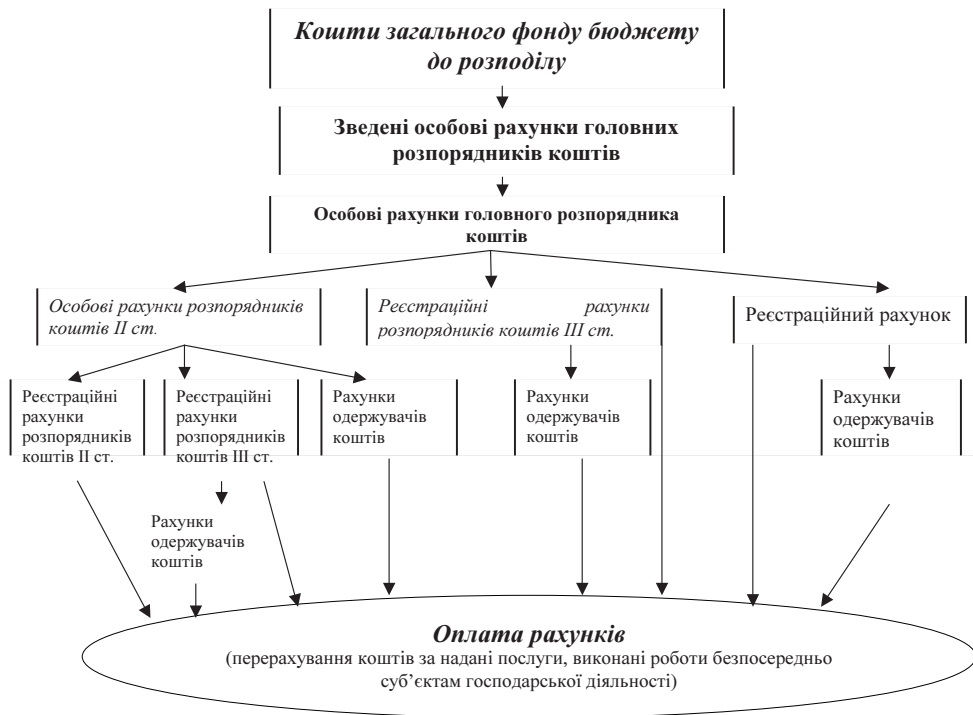 Кошти загального фонду бюджету
до розподілу
Зведені особові рахунки головних
розпорядників коштів
Особові рахунки головного розпорядника
коштів
Особові рахунки розпорядників
коштів II ст.
Реєстраційні рахунки
розпорядників коштів III ст.
Реєстраційний рахунок
Реєстраційні
рахунки
розпорядників
коштів II ст.
Реєстраційні
рахунки
розпорядників
коштів III ст.
Рахунки
одержувачів
коштів
Рахунки
одержувачів
коштів
Рахунки
одержувачів
коштів
Рахунки
одержувачів
коштів
Оплата рахунків
(перерахування коштів за надані послуги, виконані роботи безпосередньо
суб’єктам господарської діяльності)